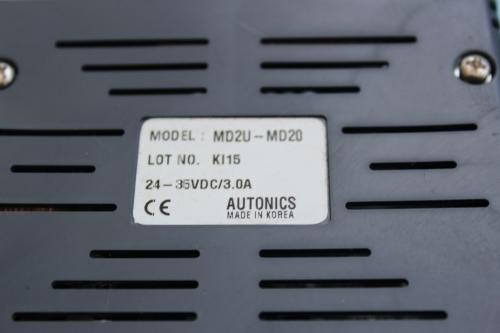 MODEL : MD2U-MD20
LOT NO. KI15
24-35VDC/3.0A
CE AUTONICS
MADE IN KOREA